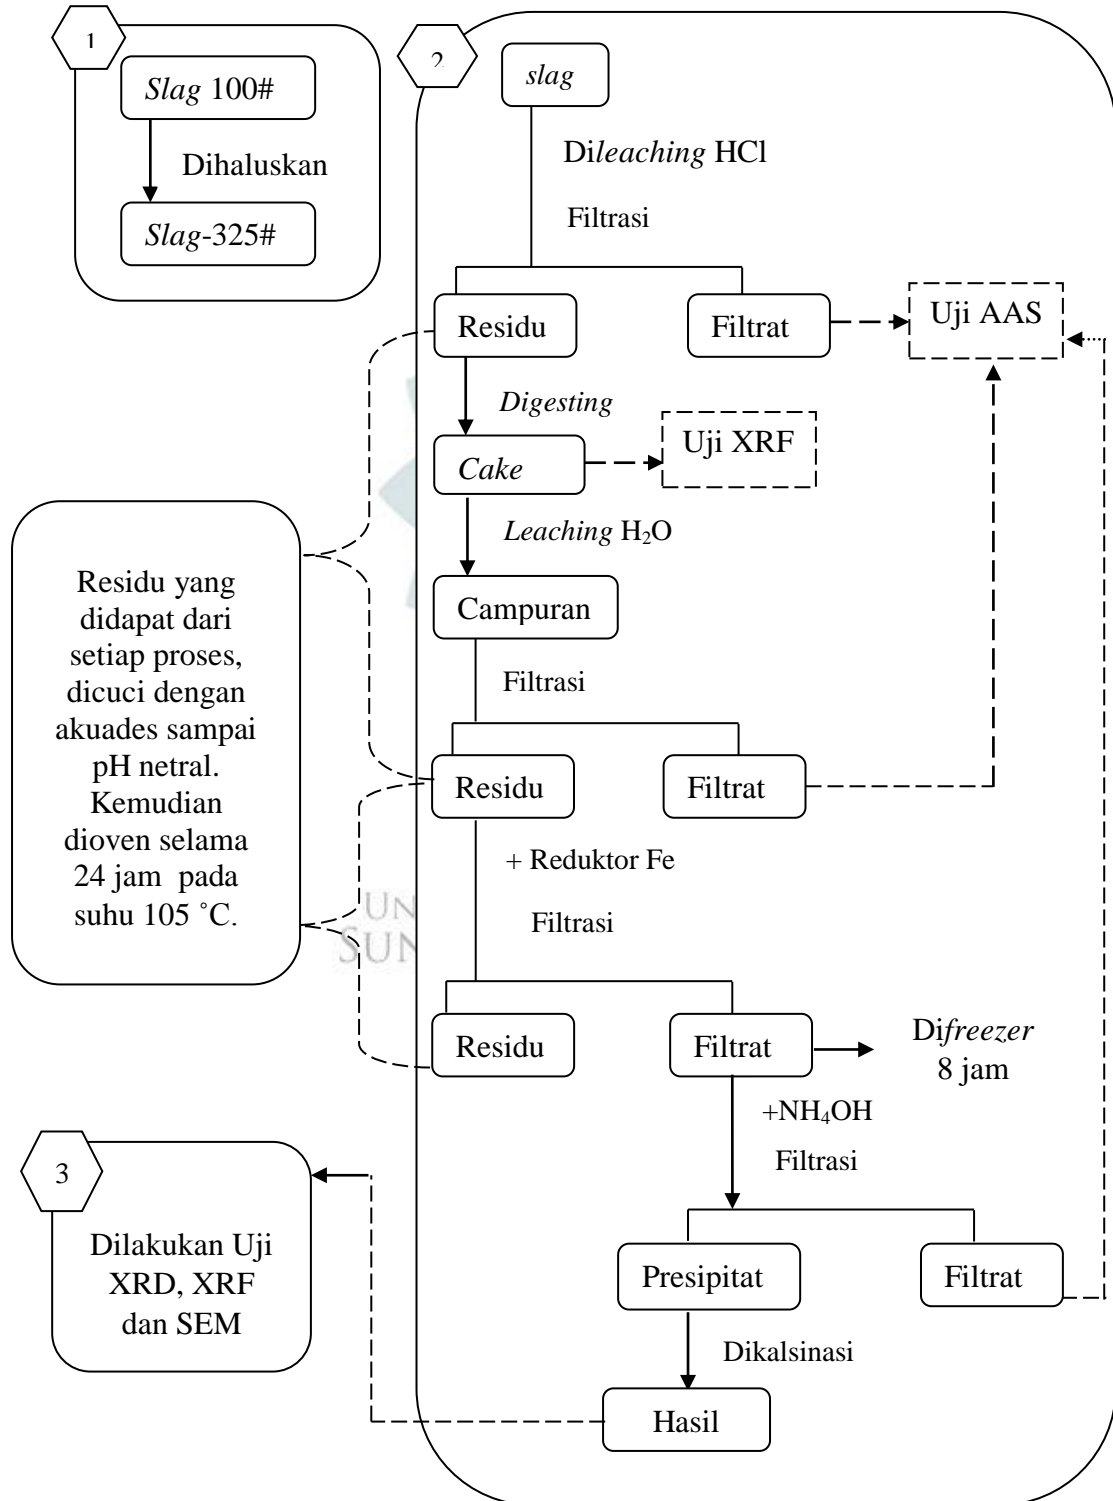 1
Slag 100#
Dihaluskan
Slag-325#
2
slag
Dileaching HCl
Filtrasi
Residu
Filtrat
Uji AAS
Digesting
Cake
Uji XRF
Leaching H₂O
Campuran
Filtrasi
Residu
Filtrat
Residu yang
didapat dari
setiap proses,
dicuci dengan
akuades sampai
pH netral.
Kemudian
dioven selama
24 jam pada
suhu 105 ˚C.
+ Reduktor Fe
Filtrasi
UN
SUN
Residu
Filtrat
Difreezer
8 jam
+NH₄OH
Filtrasi
3
Dilakukan Uji
XRD, XRF
dan SEM
Presipitat
Filtrat
Dikalsinasi
Hasil